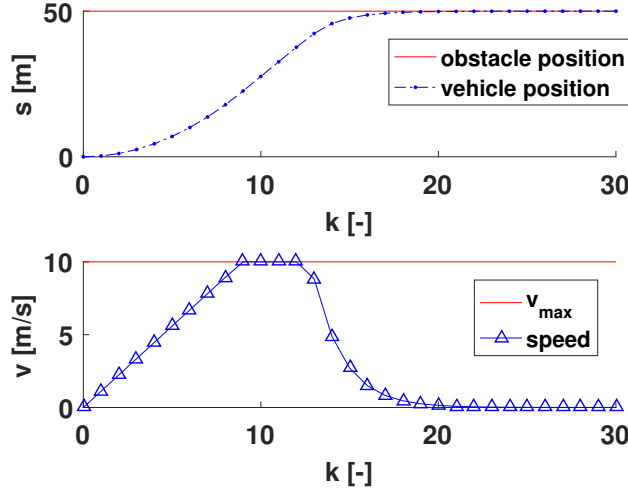 50
s [m]
0
obstacle position
vehicle position
0
10
20
30
k [-]
10
v [m/s]
5
0
v_max
speed
0
10
20
30
k [-]